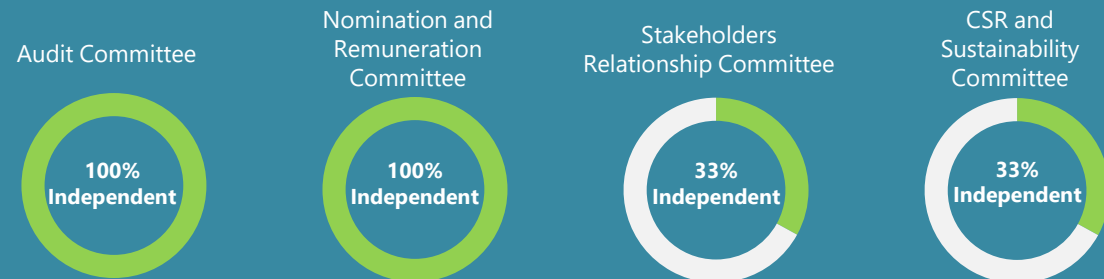 Audit Committee
100%
Independent
Nomination and
Remuneration
Committee
100%
Independent
Stakeholders
Relationship Committee
33%
Independent
CSR and
Sustainability
Committee
33%
Independent